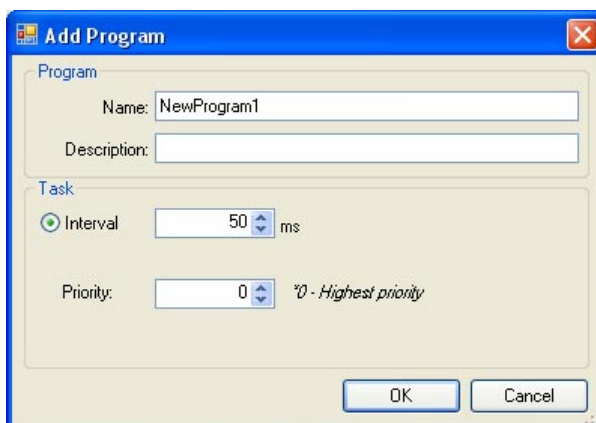 Add Program
Program
Name: NewProgram1
Description:
Task
Interval 50 ms
Priority: 0 *0 - Highest priority
OK Cancel